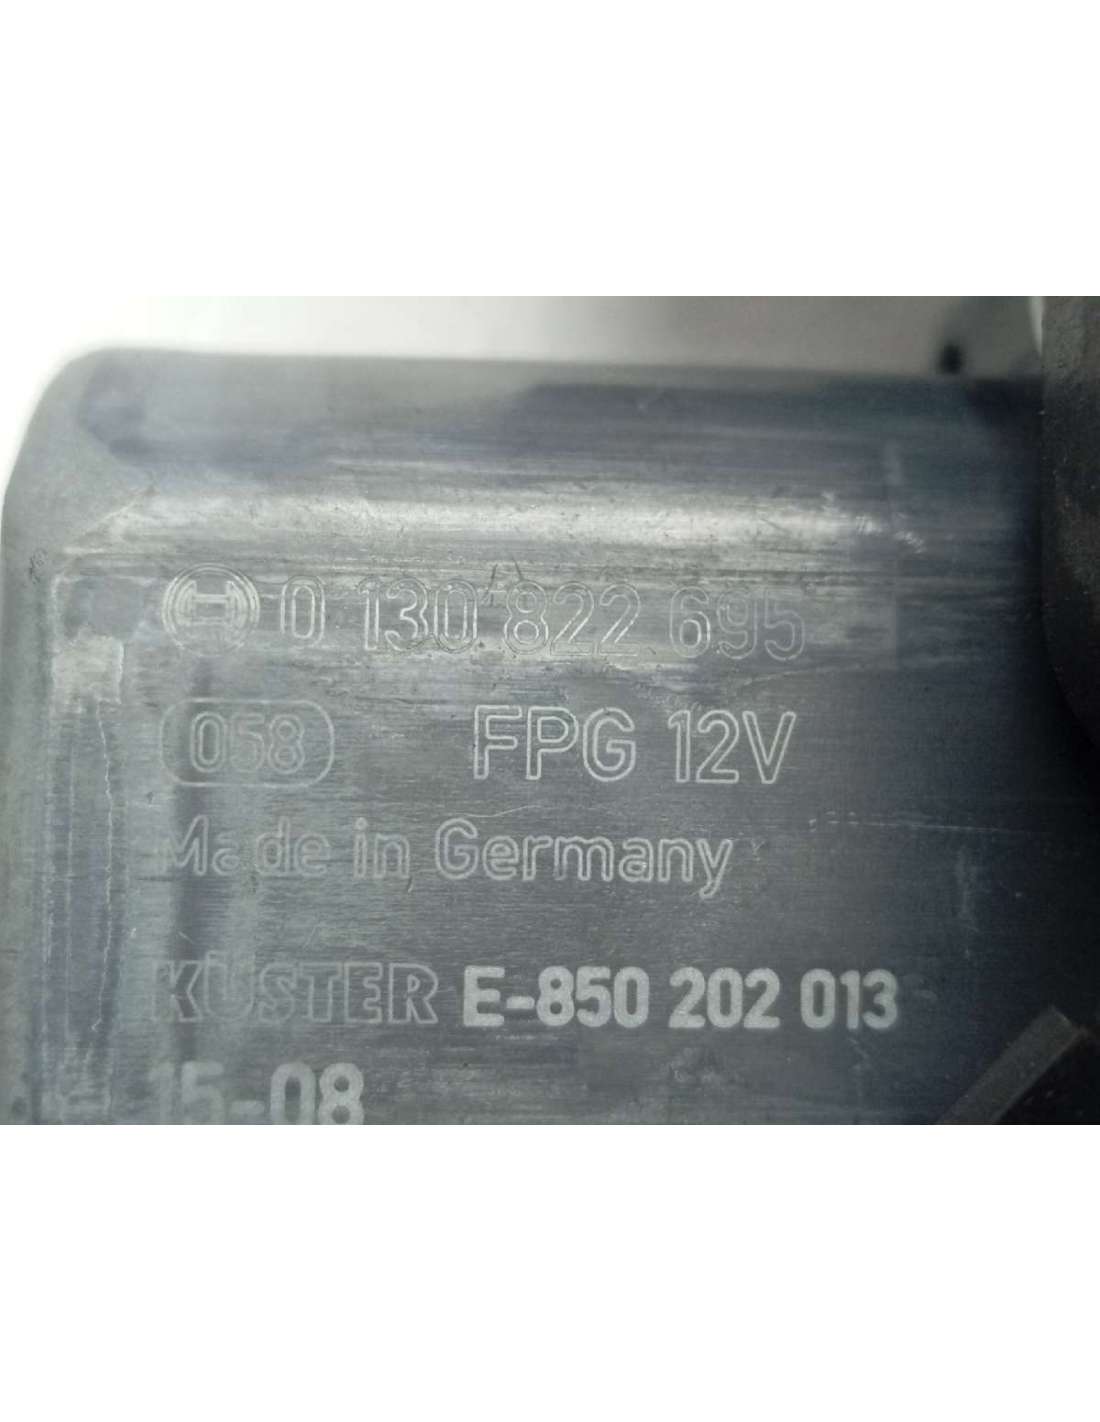 0 130 822 695
058 FPG 12V
Made in Germany
KÜSTER E-850 202 013
15-08